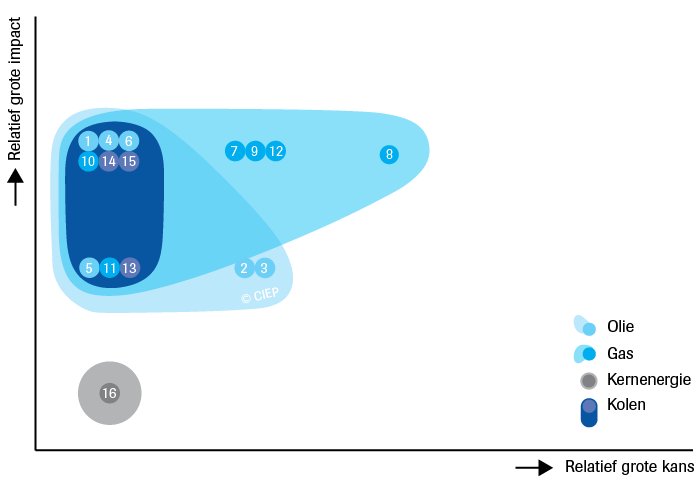 Relatief grote impact
1 4 6
10 14 15
7 9 12
8
5 11 13
2 3
© CIEP
16
Olie
Gas
Kernenergie
Kolen
Relatief grote kans